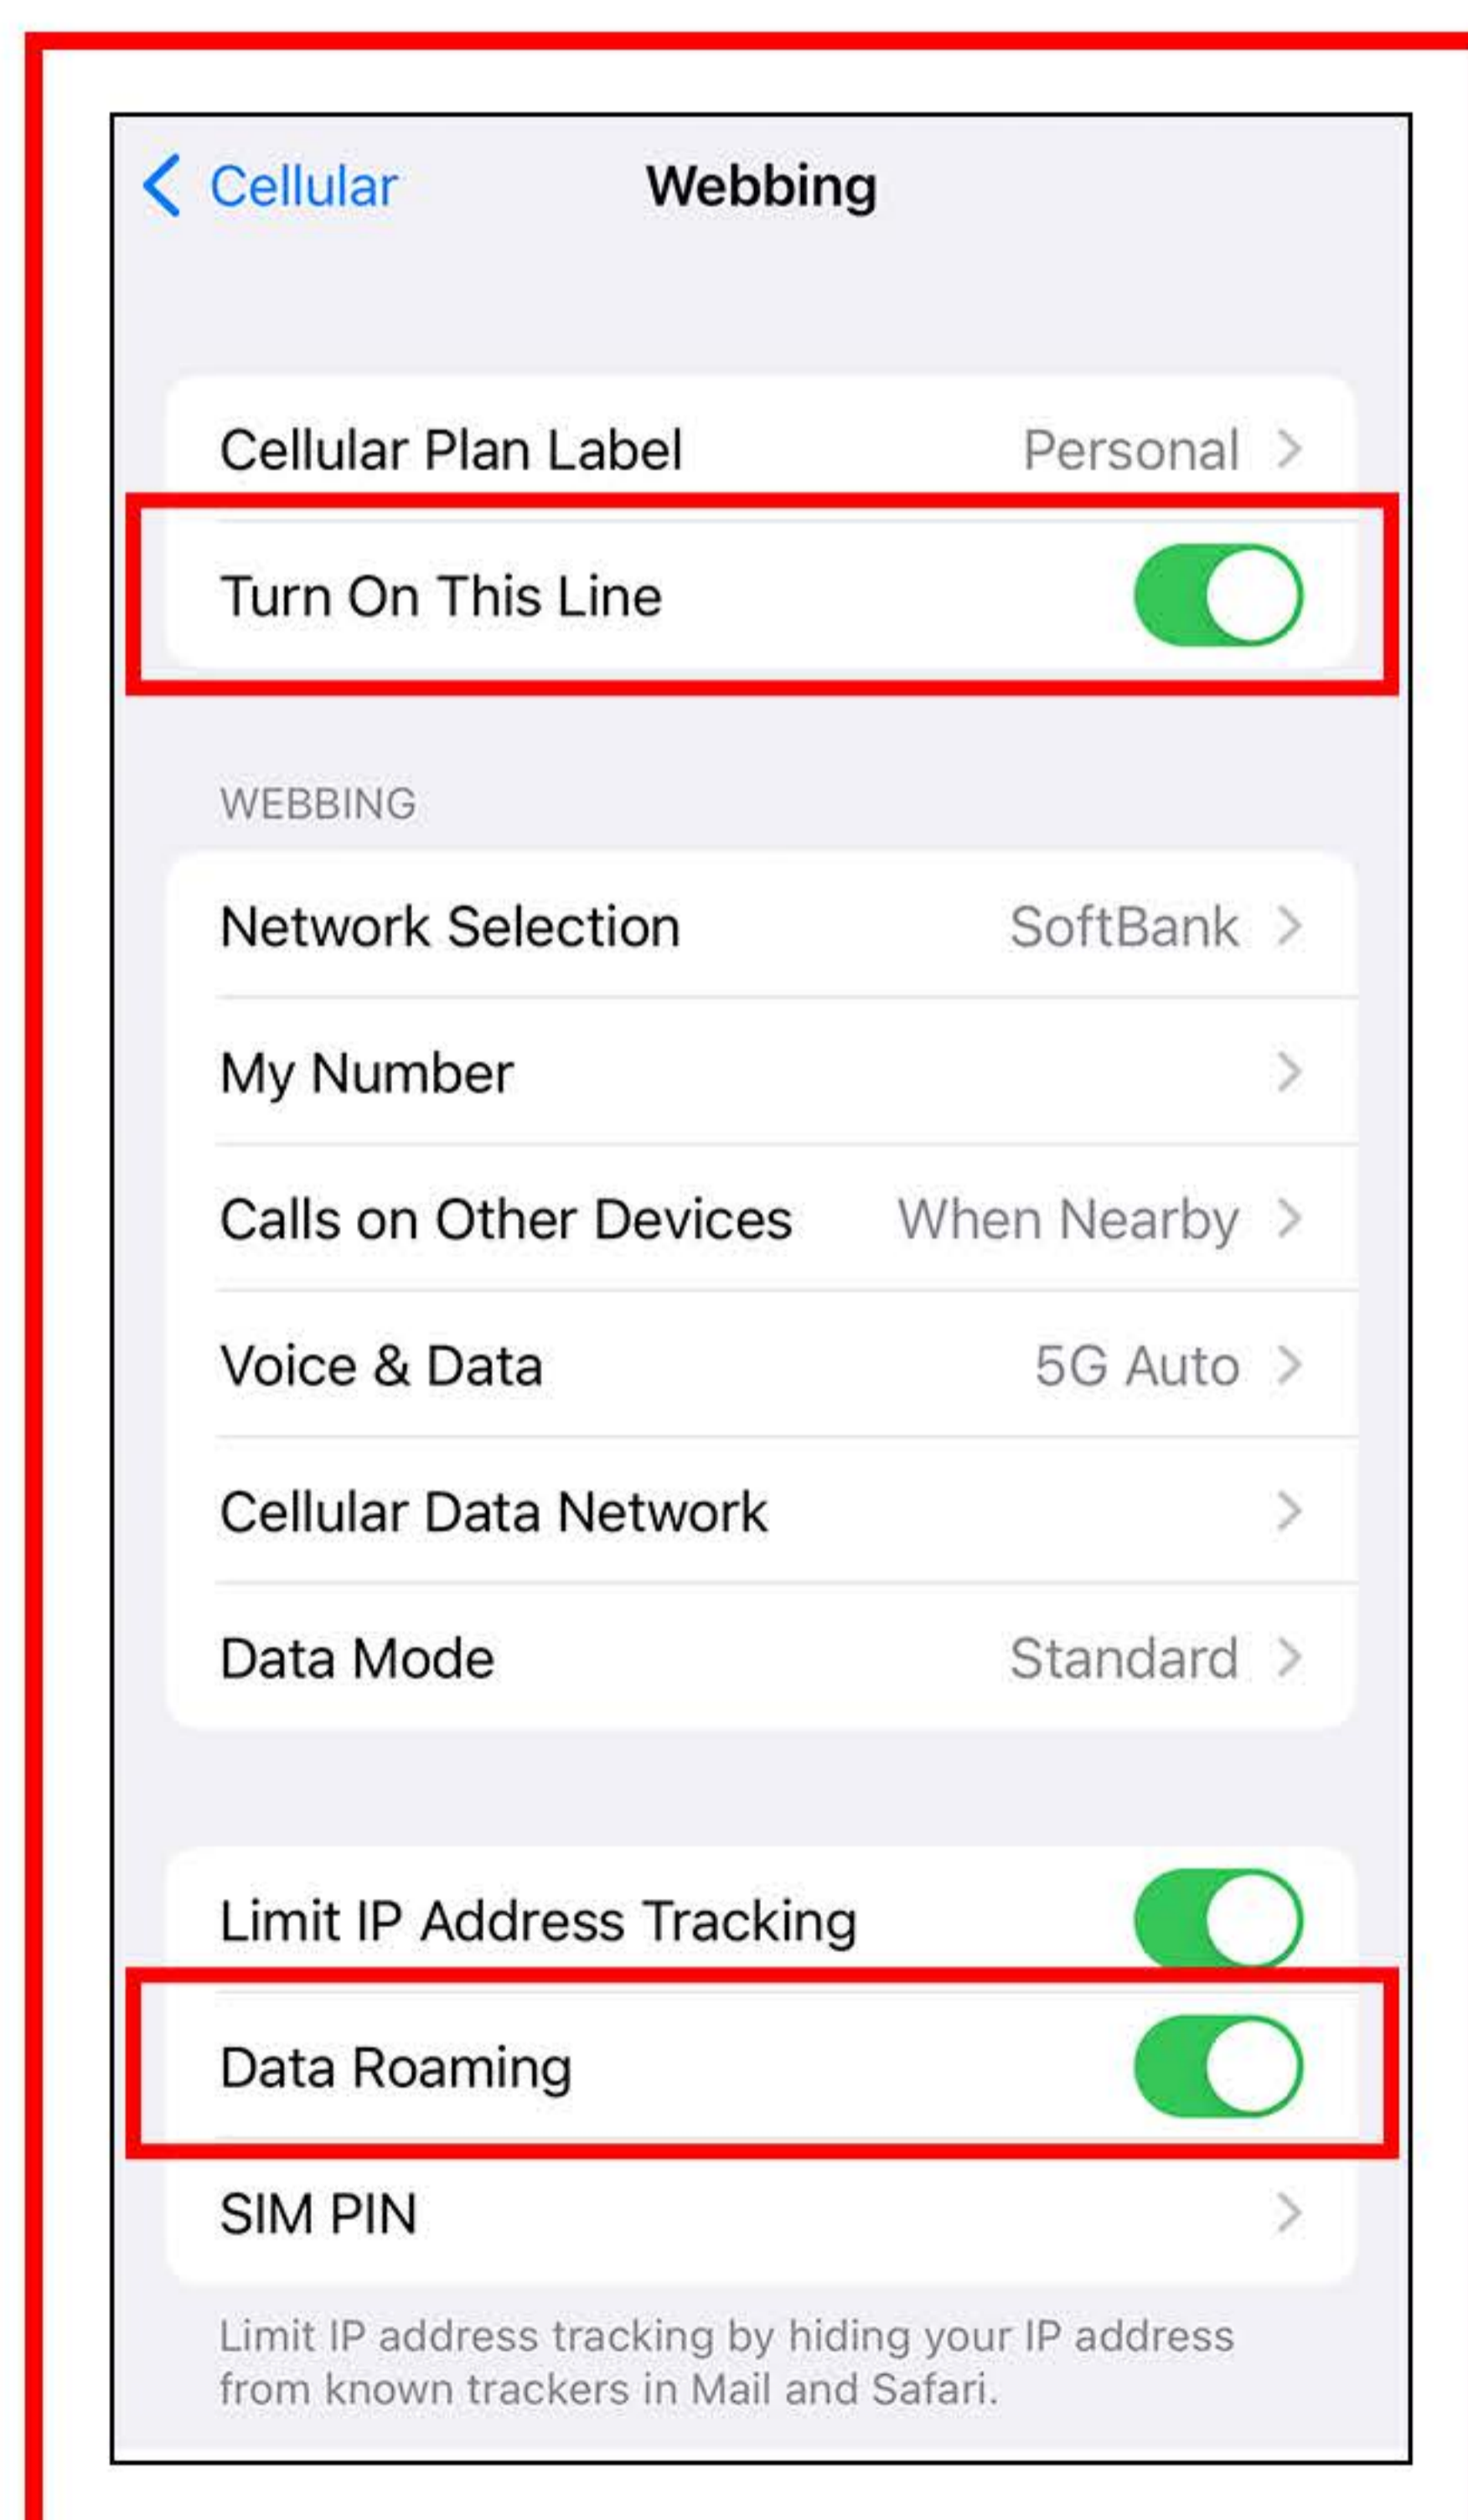 Cellular Webbing
Cellular Plan Label Personal
Turn On This Line
WEBBING
Network Selection SoftBank
My Number
Calls on Other Devices When Nearby
Voice & Data 5G Auto
Cellular Data Network
Data Mode Standard
Limit IP Address Tracking
Data Roaming
SIM PIN
Limit IP address tracking by hiding your IP address
from known trackers in Mail and Safari.